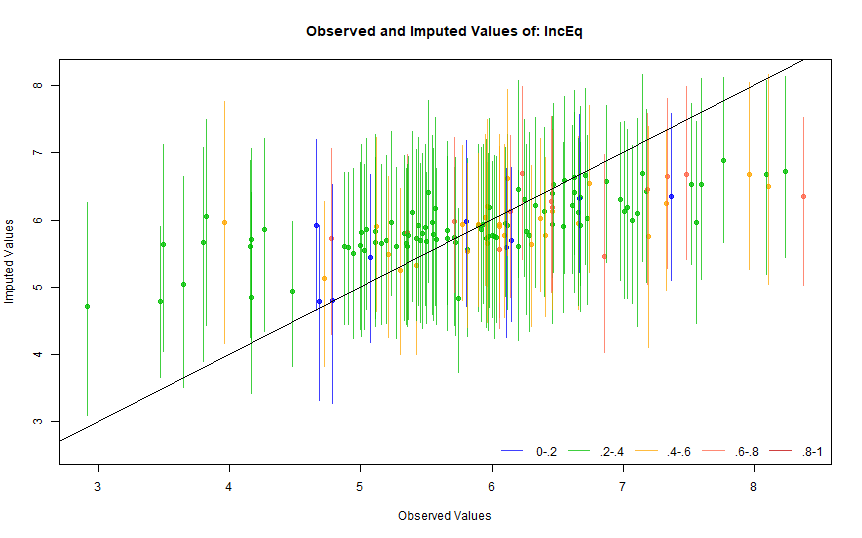 Observed and Imputed Values of: IncEq
Imputed Values
8
7
6
5
4
3
0-.2 .2-.4 .4-.6 .6-.8 .8-1
3 4 5 6 7 8
Observed Values